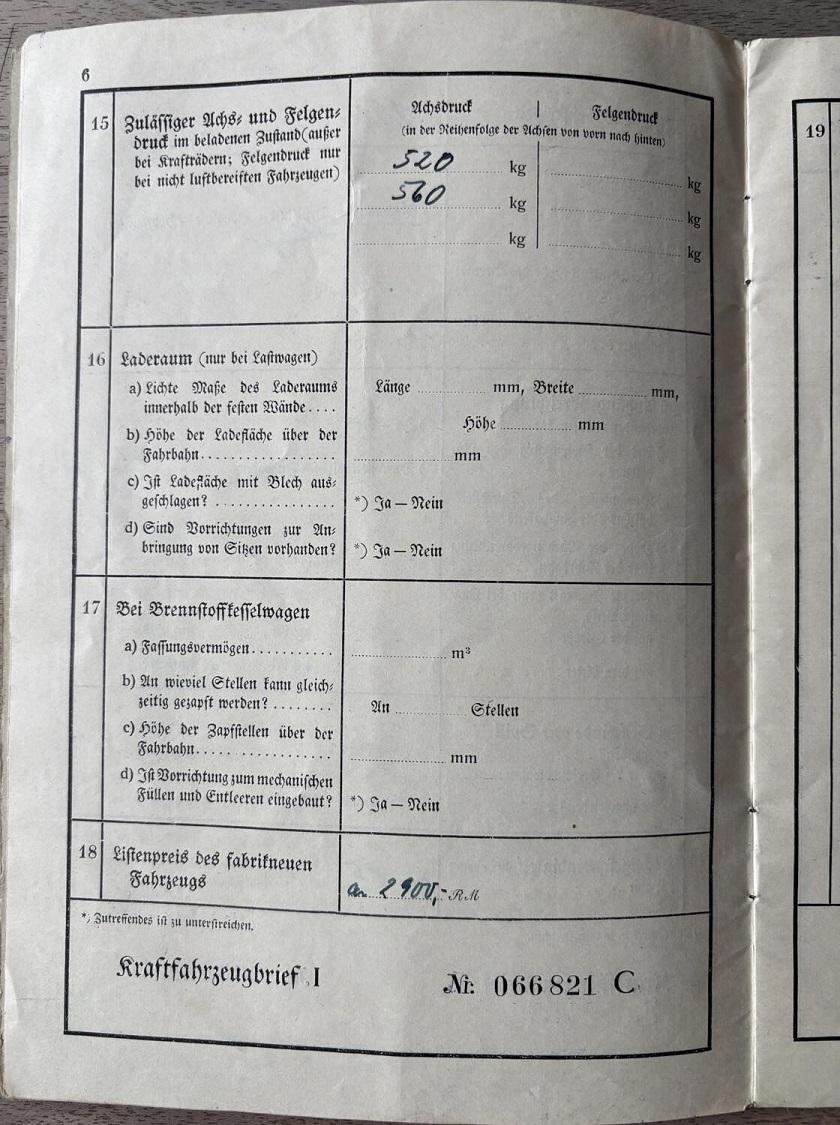 6
15 Zulässiger Achs- und Felgen- Achsdruck | Felgendruck
druck im beladenen Zustand (außer (in der Reihenfolge der Achsen von vorn nach hinten)
bei Krafträdern; Felgendruck nur 520 kg kg
bei nicht luftbereiften Fahrzeugen) 560 kg kg
kg kg
16 Laderaum (nur bei Lastwagen)
a) Lichte Maße des Laderaums Länge mm, Breite mm,
innerhalb der festen Wände.... Höhe mm
b) Höhe der Ladefläche über der
Fahrbahn................. mm
c) Ist Ladefläche mit Blech aus-
geschlagen? ................ *) Ja — Nein
d) Sind Vorrichtungen zur An-
bringung von Sitzen vorhanden? *) Ja — Nein
17 Bei Brennstoffkesselwagen
a) Fassungsvermögen........... m³
b) An wieviel Stellen kann gleich-
zeitig gezapft werden? ........ An Stellen
c) Höhe der Zapfstellen über der
Fahrbahn.................. mm
d) Ist Vorrichtung zum mechanischen
Füllen und Entleeren eingebaut? *) Ja — Nein
18 Listenpreis des fabrikneuen
Fahrzeugs 2900,- RM
*) Zutreffendes ist zu unterstreichen.
Kraftfahrzeugbrief I Nr. 066821 C
19